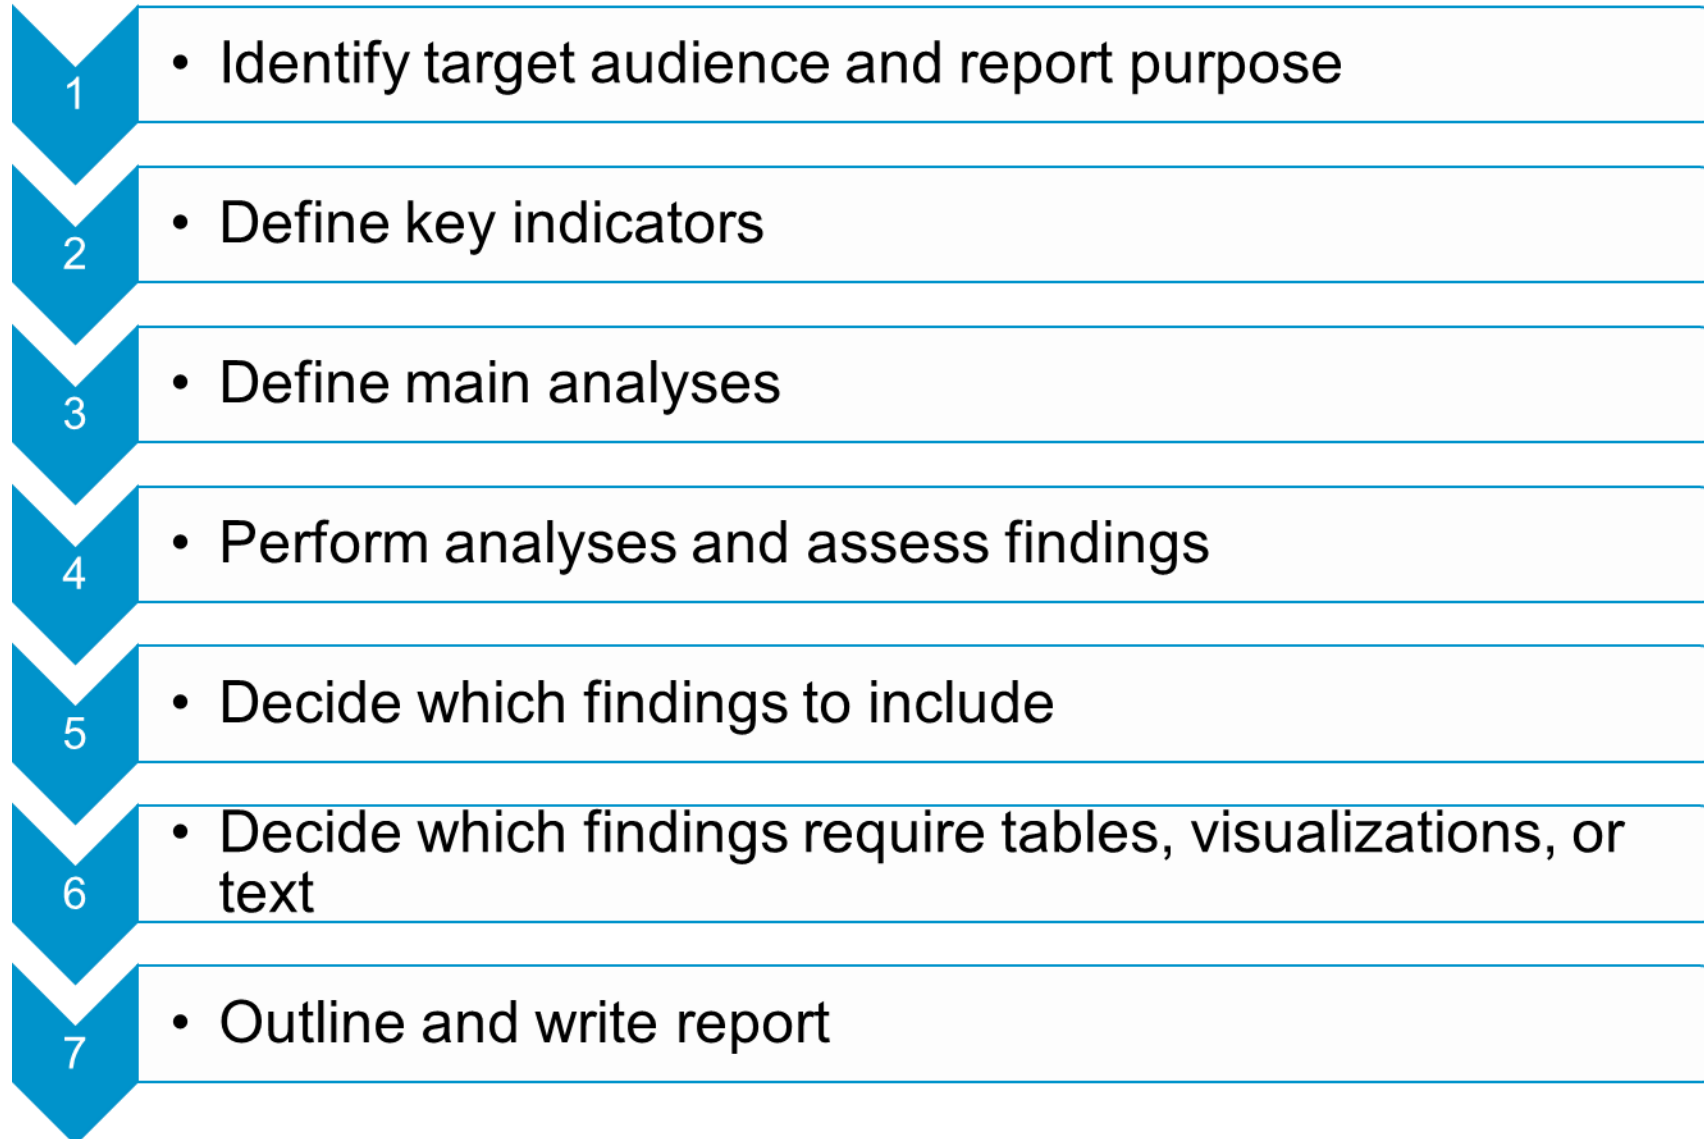 1
• Identify target audience and report purpose
2
• Define key indicators
3
• Define main analyses
4
• Perform analyses and assess findings
5
• Decide which findings to include
6
• Decide which findings require tables, visualizations, or
text
7
• Outline and write report